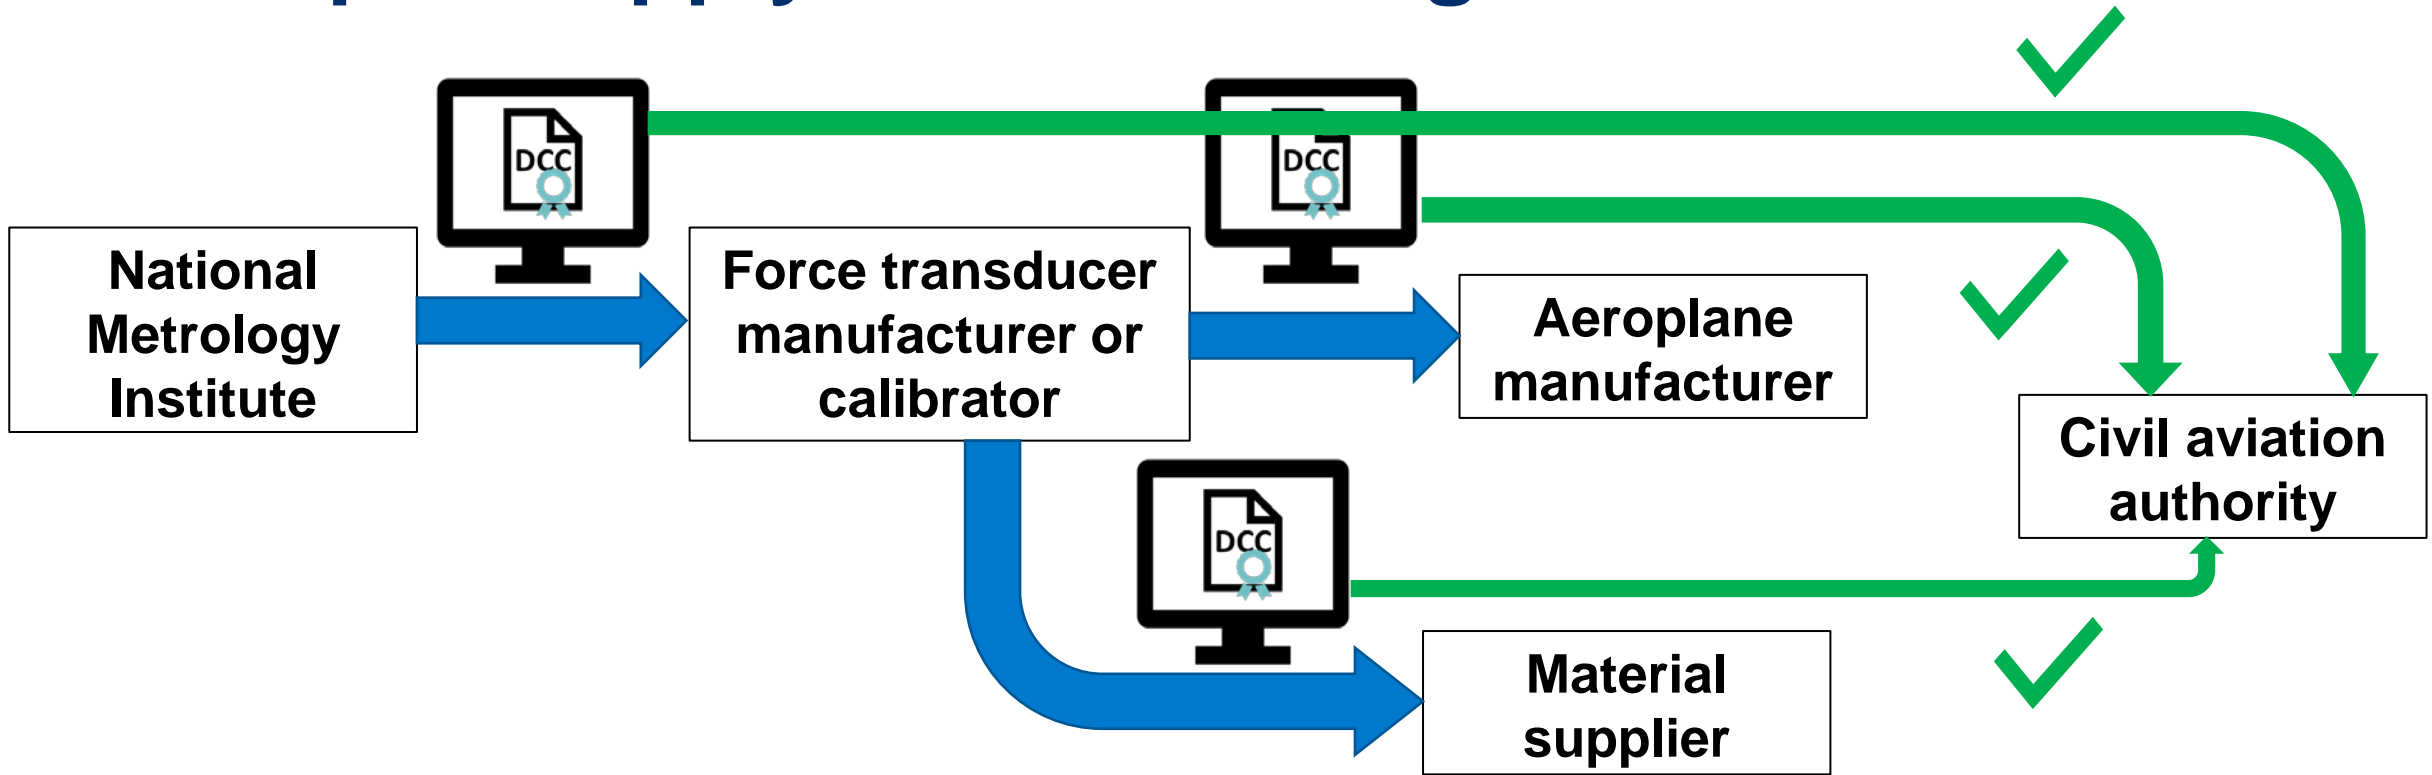 DCC
DCC
National
Metrology
Institute
Force transducer
manufacturer or
calibrator
Aeroplane
manufacturer
Civil aviation
authority
DCC
Material
supplier